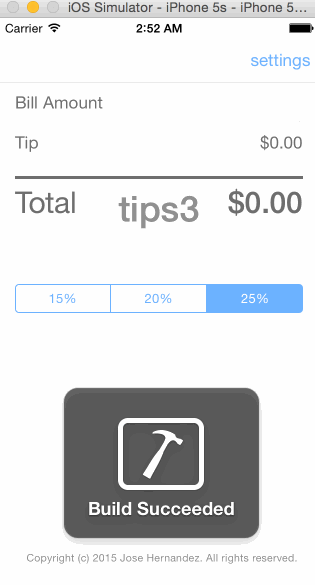 iOS Simulator - iPhone 5s - iPhone 5...
Carrier 2:52 AM
settings
Bill Amount
Tip $0.00
Total tips3 $0.00
15% 20% 25%
Build Succeeded
Copyright (c) 2015 Jose Hernandez. All rights reserved.